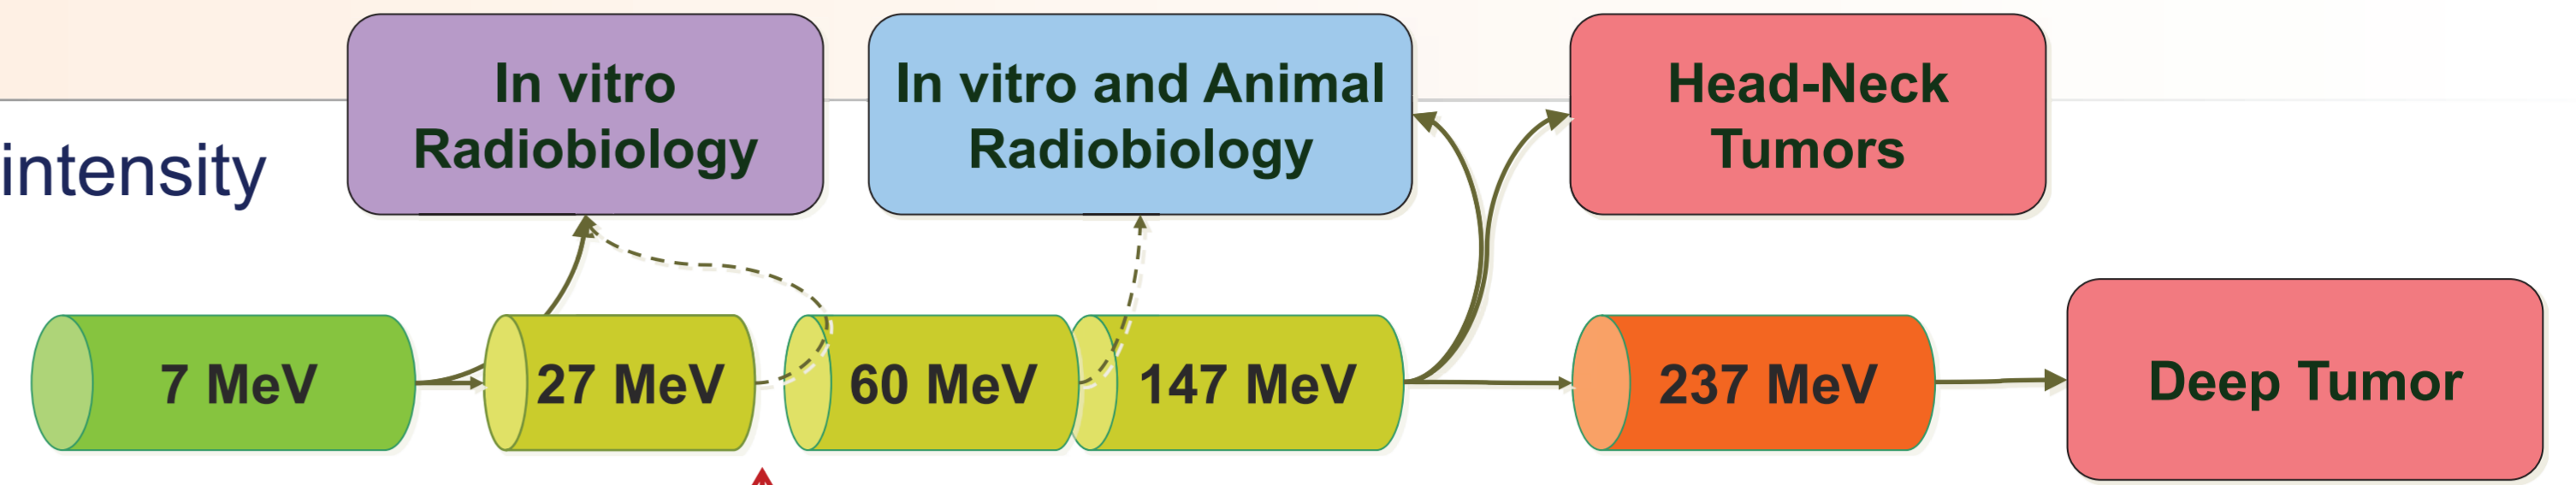 In vitro
Radiobiology
In vitro and Animal
Radiobiology
Head-Neck
Tumors
intensity
7 MeV
27 MeV
60 MeV
147 MeV
237 MeV
Deep Tumor